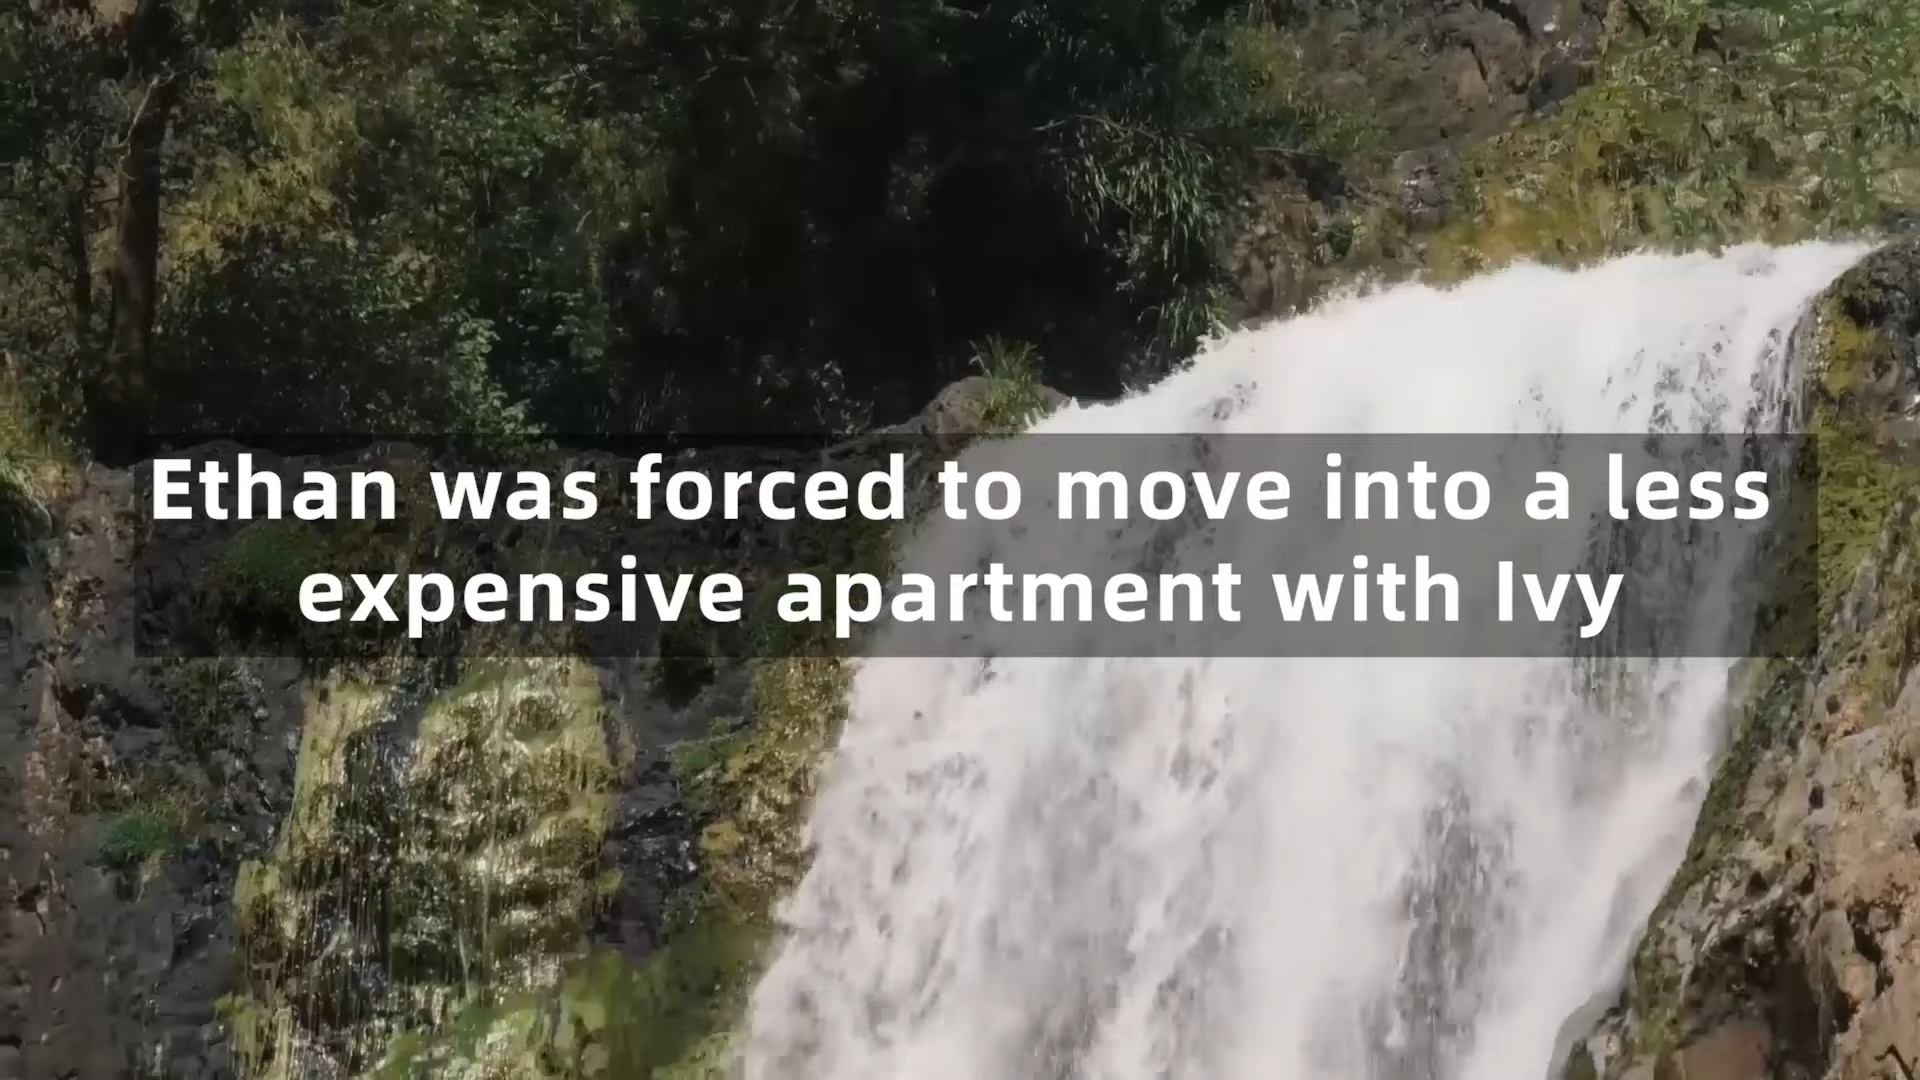 Ethan was forced to move into a less
expensive apartment with Ivy